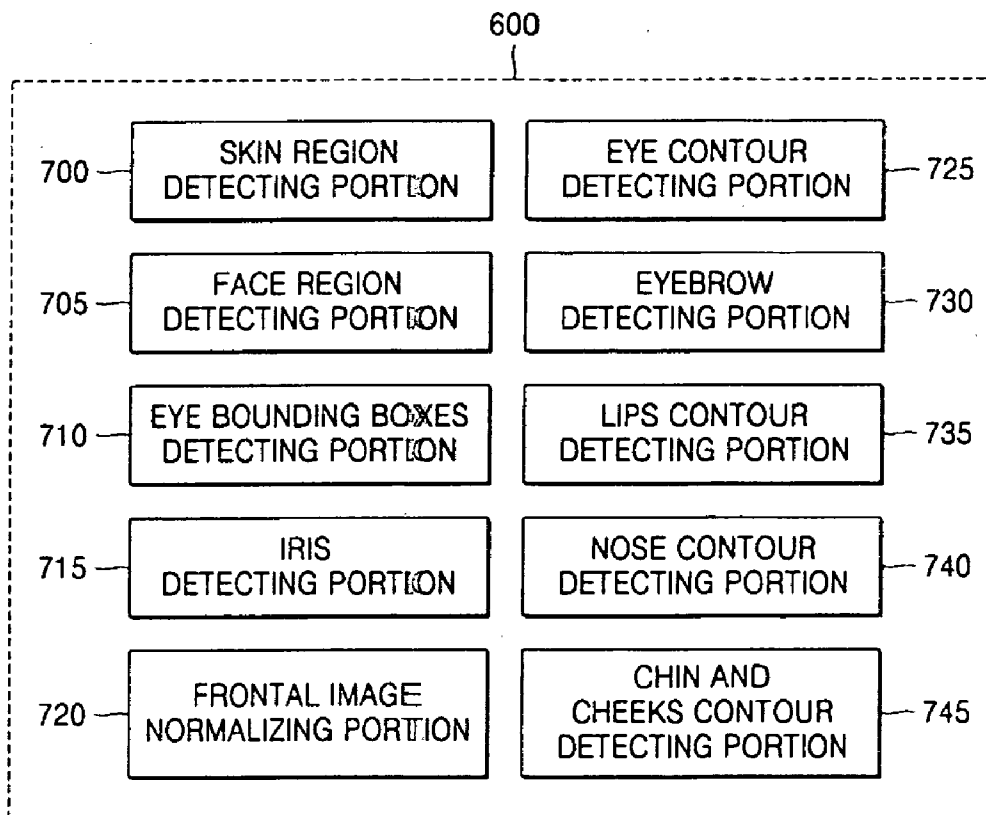 600
700
SKIN REGION
DETECTING PORTION
EYE CONTOUR
DETECTING PORTION
725
705
FACE REGION
DETECTING PORTION
EYEBROW
DETECTING PORTION
730
710
EYE BOUNDING BOXES
DETECTING PORTION
LIPS CONTOUR
DETECTING PORTION
735
715
IRIS
DETECTING PORTION
NOSE CONTOUR
DETECTING PORTION
740
720
FRONTAL IMAGE
NORMALIZING PORTION
CHIN AND
CHEEKS CONTOUR
DETECTING PORTION
745